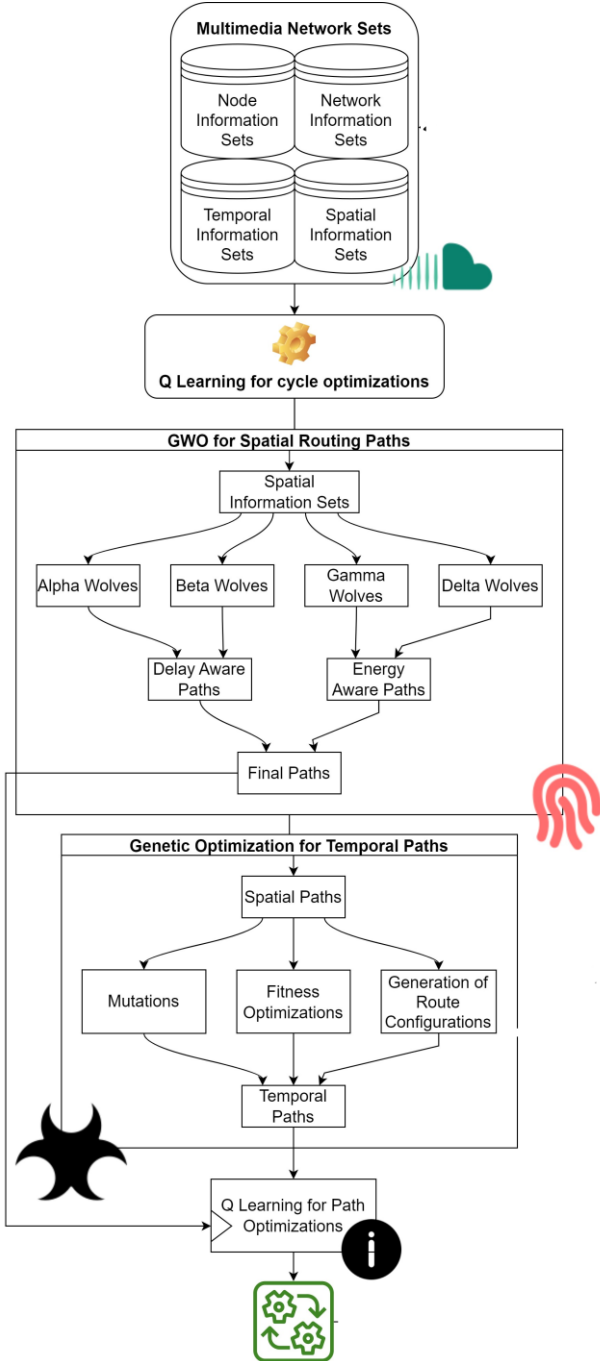 Multimedia Network Sets
Node
Information
Sets
Network
Information
Sets
Temporal
Information
Sets
Spatial
Information
Sets
Q Learning for cycle optimizations
GWO for Spatial Routing Paths
Spatial
Information Sets
Alpha Wolves
Beta Wolves
Gamma
Wolves
Delta Wolves
Delay Aware
Paths
Energy
Aware Paths
Final Paths
Genetic Optimization for Temporal Paths
Spatial Paths
Mutations
Fitness
Optimizations
Generation of
Route
Configurations
Temporal
Paths
Q Learning for Path
Optimizations